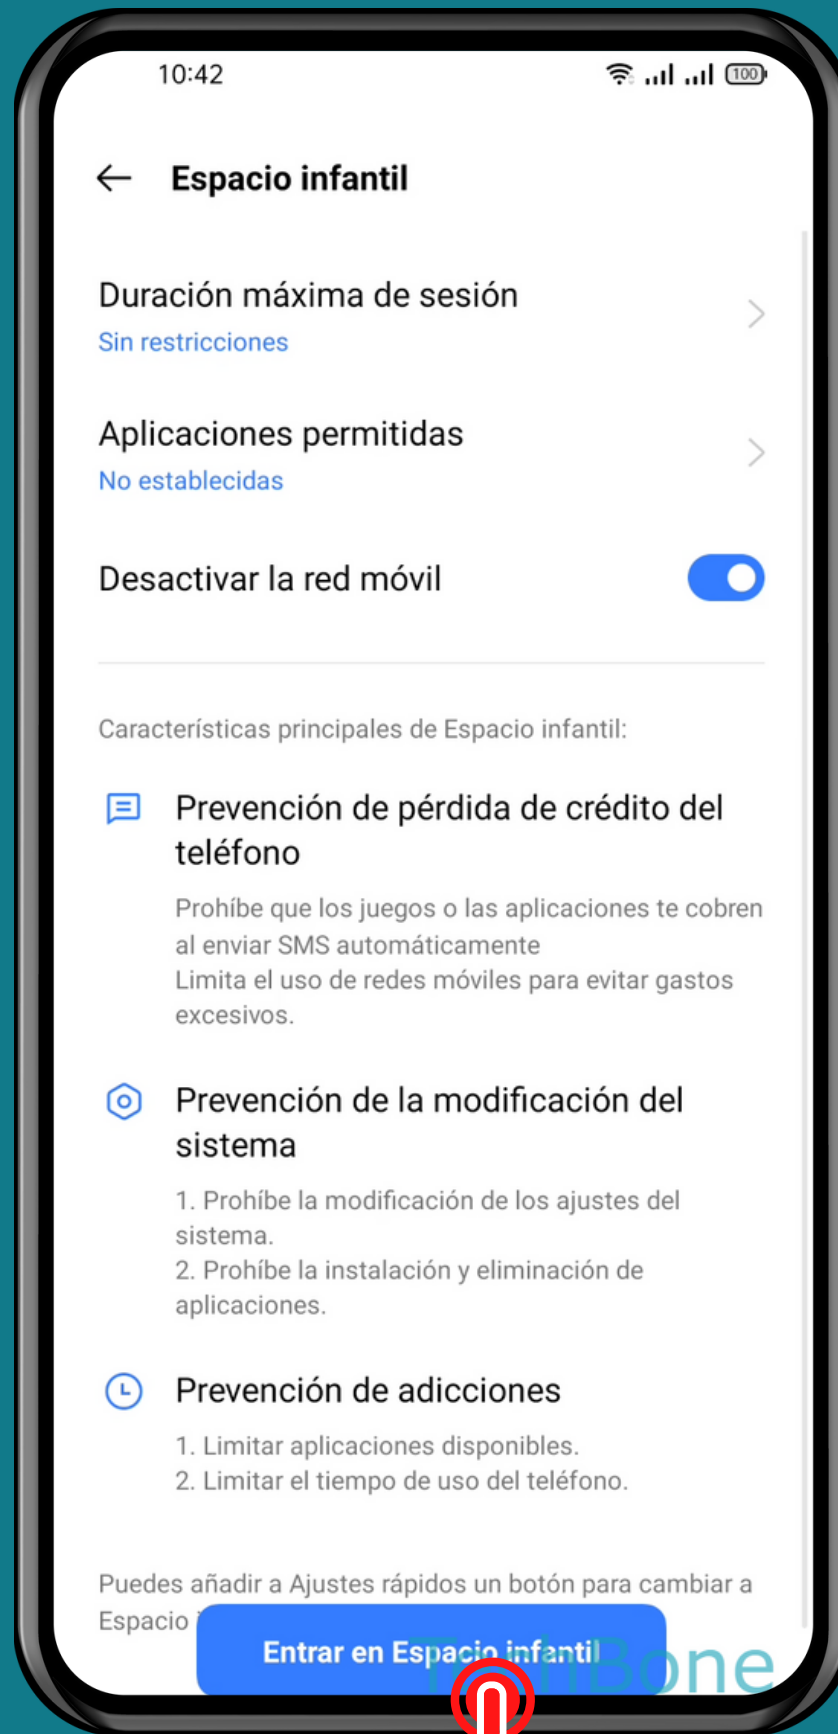 10:42
100
Espacio infantil
Duración máxima de sesión
Sin restricciones
Aplicaciones permitidas
No establecidas
Desactivar la red móvil
Características principales de Espacio infantil:
Prevención de pérdida de crédito del
teléfono
Prohíbe que los juegos o las aplicaciones te cobren
al enviar SMS automáticamente
Limita el uso de redes móviles para evitar gastos
excesivos.
Prevención de la modificación del
sistema
1. Prohíbe la modificación de los ajustes del
sistema.
2. Prohíbe la instalación y eliminación de
aplicaciones.
Prevención de adicciones
1. Limitar aplicaciones disponibles.
2. Limitar el tiempo de uso del teléfono.
Puedes añadir a Ajustes rápidos un botón para cambiar a
Espacio
Entrar en Espacio infantil
TechBone